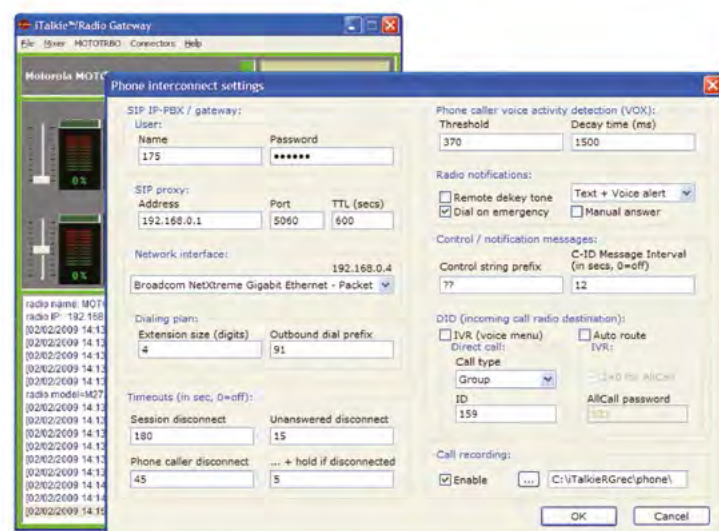 iTalkie™/Radio Gateway
File Mixer MOTOTRBO Connectors Help
Motorola MOTO
0%
0%
radio name: MOTO
radio IP: 192.168
[02/02/2009 14:13
[02/02/2009 14:13
[02/02/2009 14:13
[02/02/2009 14:13
[02/02/2009 14:13
[02/02/2009 14:13
radio model=M27
[02/02/2009 14:13
[02/02/2009 14:13
[02/02/2009 14:13
[02/02/2009 14:13
[02/02/2009 14:13
[02/02/2009 14:14
[02/02/2009 14:14
[02/02/2009 14:15
Phone interconnect settings
SIP IP-PBX / gateway:
User:
Name Password
175 ••••••
SIP proxy:
Address Port TTL (secs)
192.168.0.1 5060 600
Network interface:
192.168.0.4
Broadcom NetXtreme Gigabit Ethernet - Packet
Dialing plan:
Extension size (digits) Outbound dial prefix
4 91
Timeouts (in sec, 0=off):
Session disconnect Unanswered disconnect
180 15
Phone caller disconnect ... + hold if disconnected
45 5
Phone caller voice activity detection (VOX):
Threshold Decay time (ms)
370 1500
Radio notifications:
Remote dekey tone Text + Voice alert
Dial on emergency Manual answer
Control / notification messages:
Control string prefix C-ID Message Interval
(in secs, 0=off)
?? 12
DID (incoming call radio destination):
IVR (voice menu) Auto route
Direct call: IVR:
Call type
Group for AllCall
ID AllCall password
159
Call recording:
Enable ... C:\iTalkieRGrec\phone\
OK Cancel